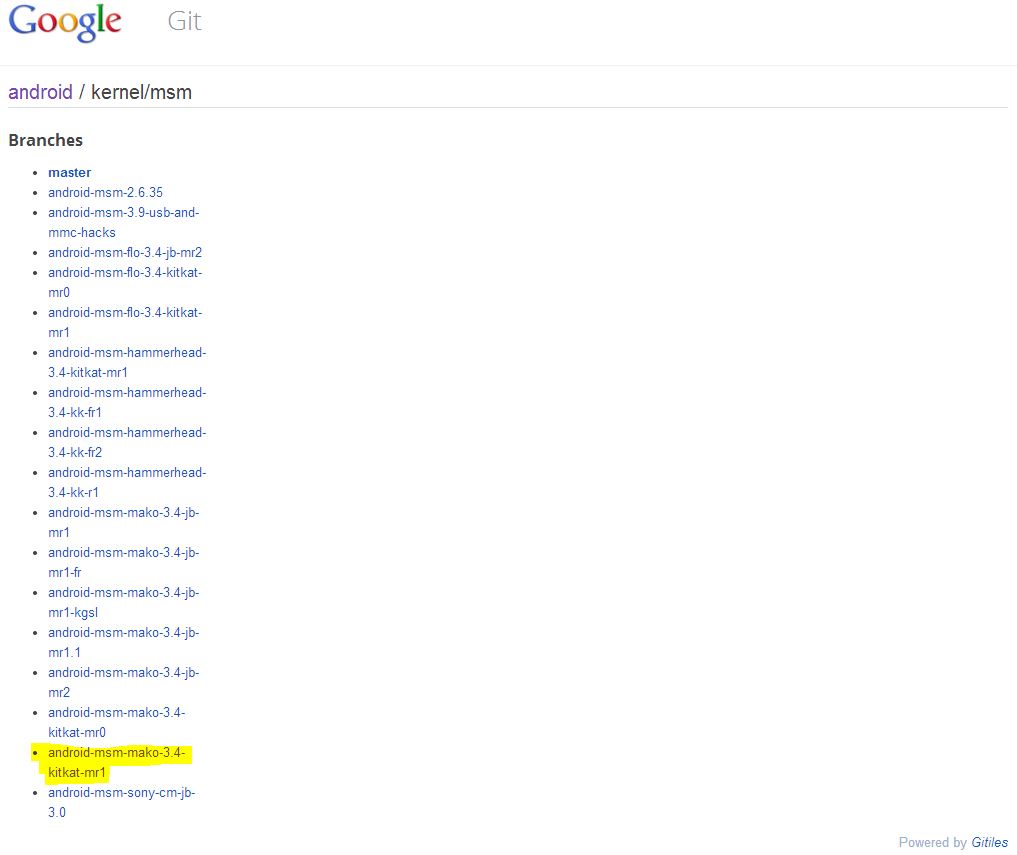 Google Git
android / kernel/msm
Branches
master
android-msm-2.6.35
android-msm-3.9-usb-and-
mmc-hacks
android-msm-flo-3.4-jb-mr2
android-msm-flo-3.4-kitkat-
mr0
android-msm-flo-3.4-kitkat-
mr1
android-msm-hammerhead-
3.4-kitkat-mr1
android-msm-hammerhead-
3.4-kk-fr1
android-msm-hammerhead-
3.4-kk-fr2
android-msm-hammerhead-
3.4-kk-r1
android-msm-mako-3.4-jb-
mr1
android-msm-mako-3.4-jb-
mr1-fr
android-msm-mako-3.4-jb-
mr1-kgsl
android-msm-mako-3.4-jb-
mr1.1
android-msm-mako-3.4-jb-
mr2
android-msm-mako-3.4-
kitkat-mr0
android-msm-mako-3.4-
kitkat-mr1
android-msm-sony-cm-jb-
3.0
Powered by Gitiles